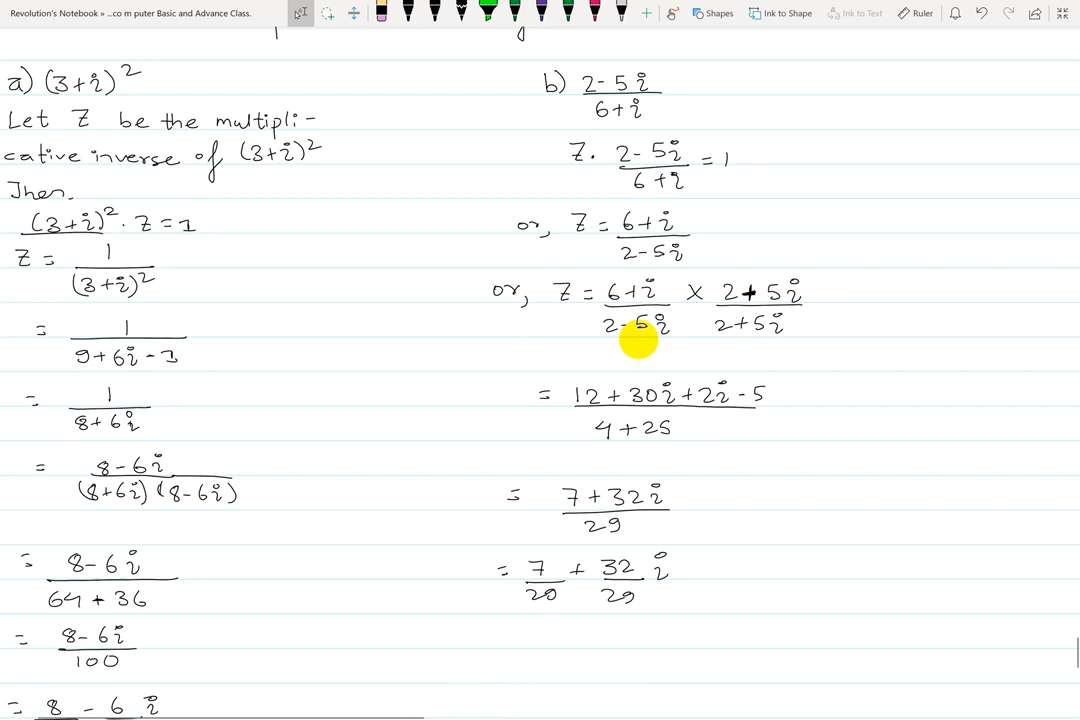 Revolution's Notebook » ...co m puter Basic and Advance Class.
Shapes
Ink to Shape
Ink to Text
Ruler
a) (3+i)²
Let Z be the multipli-
cative inverse of (3+i)²
Then.
(3+i)² . Z = 1
Z = 1/(3+i)²
= 1/(9+6i-1)
= 1/(8+6i)
= (8-6i)/((8+6i)(8-6i))
= (8-6i)/(64+36)
= (8-6i)/100
= 8 - 6 i
b) (2-5i)/(6+i)
Z. (2-5i)/(6+i) = 1
or, Z = (6+i)/(2-5i)
or, Z = (6+i)/(2-5i) × (2+5i)/(2+5i)
= (12+30i+2i-5)/(4+25)
= (7+32i)/29
= 7/29 + 32/29 i